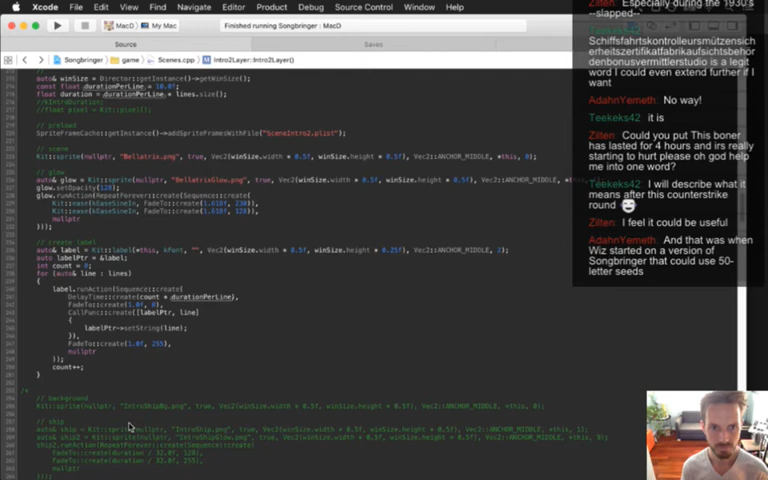 Xcode File Edit View Find Navigate Editor Product Debug Source Control Window Help
MacD My Mac
Finished running Songbringer : MacD
Source
Saves
Songbringer game Scenes.cpp Intro2Layer::Intro2Layer()
auto& winSize = Director::getInstance()->getWinSize();
const float durationPerLine = 10.0f;
float duration = durationPerLine * lines.size();
//kIntroDuration;
//float pixel = Kit::pixel();
// preload
SpriteFrameCache::getInstance()->addSpriteFramesWithFile("SceneIntro2.plist");
// scene
Kit::sprite(nullptr, "Bellatrix.png", true, Vec2(winSize.width * 0.5f, winSize.height * 0.5f), Vec2::ANCHOR_MIDDLE, *this, 0);
// glow
auto& glow = Kit::sprite(nullptr, "BellatrixGlow.png", true, Vec2(winSize.width * 0.5f, winSize.height * 0.5f), Vec2::ANCHOR_MIDDLE, *this,
glow.setOpacity(128);
glow.runAction(RepeatForever::create(Sequence::create(
Kit::ease(kEaseSineIn, FadeTo::create(1.618f, 230)),
Kit::ease(kEaseSineIn, FadeTo::create(1.618f, 128)),
nullptr
)));
// create label
auto& label = Kit::label(*this, kFont, "", Vec2(winSize.width * 0.5f, winSize.height * 0.25f), Vec2::ANCHOR_MIDDLE, 2);
auto labelPtr = &label;
int count = 0;
for (auto& line : lines)
{
label.runAction(Sequence::create(
DelayTime::create(count * durationPerLine),
FadeTo::create(1.0f, 0),
CallFunc::create([labelPtr, line]
{
labelPtr->setString(line);
}),
FadeTo::create(1.0f, 255),
nullptr
));
count++;
}
/*
// background
Kit::sprite(nullptr, "IntroShipBg.png", true, Vec2(winSize.width * 0.5f, winSize.height * 0.5f), Vec2::ANCHOR_MIDDLE, *this, 0);
// ship
auto& ship = Kit::sprite(nullptr, "IntroShip.png", true, Vec2(winSize.width * 0.5f, winSize.height * 0.5f), Vec2::ANCHOR_MIDDLE, *this, 1);
auto& ship2 = Kit::sprite(nullptr, "IntroShipGlow.png", true, Vec2(winSize.width * 0.5f, winSize.height * 0.5f), Vec2::ANCHOR_MIDDLE, *this,
ship2.runAction(RepeatForever::create(Sequence::create(
FadeTo::create(duration / 32.0f, 128),
FadeTo::create(duration / 32.0f, 255),
nullptr
)));
Zilten: Especially during the 1930's
--slapped--
Teekeks42:
Schiffsfahrtskontrolleursmützensich
erheitszertifikatfabrikaufsichtsbehör
denbonusvermittlerstudio is a legit
word I could even extend further if I
want
AdahnYemeth: No way!
Teekeks42: it is
Zilten: Could you put This boner
has lasted for 4 hours and irs really
starting to hurt please oh god help
me into one word?
Teekeks42: I will describe what it
means after this counterstrike
round
Zilten: I feel it could be useful
AdahnYemeth: And that was when
Wiz started on a version of
Songbringer that could use 50-
letter seeds